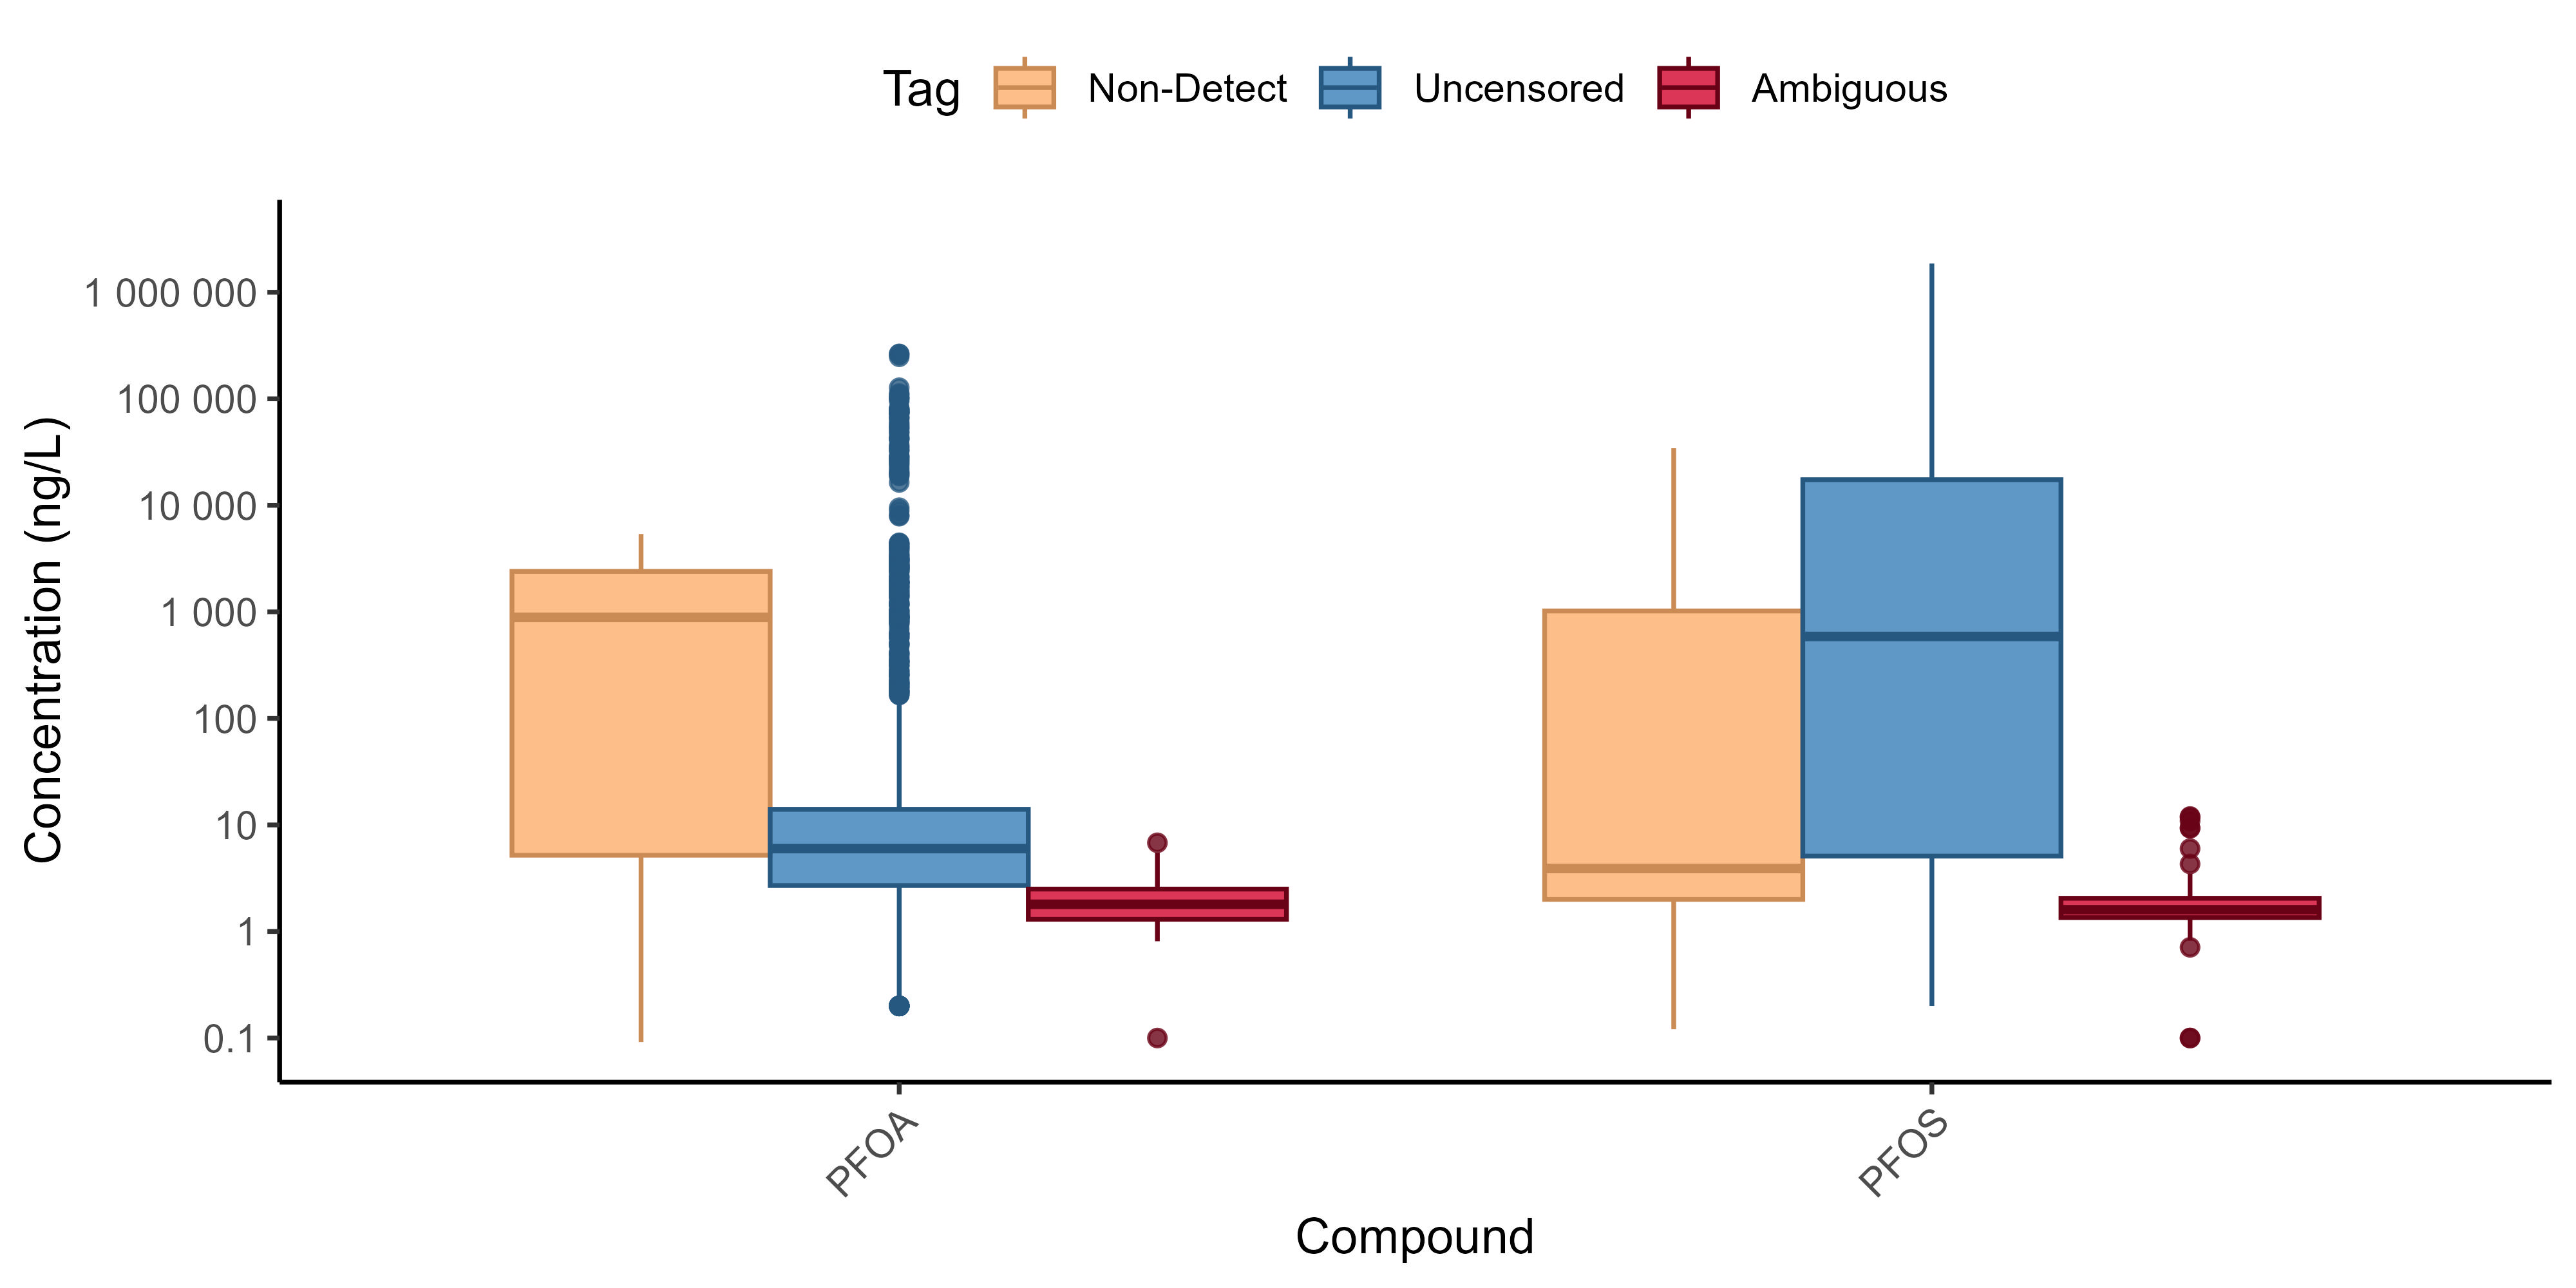 Tag Non-Detect Uncensored Ambiguous
Concentration (ng/L)
1 000 000
100 000
10 000
1 000
100
10
1
0.1
PFOA
PFOS
Compound